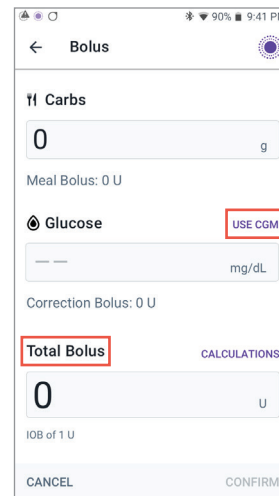 90% 9:41 P
Bolus
Carbs
0 g
Meal Bolus: 0 U
Glucose USE CGM
-- mg/dL
Correction Bolus: 0 U
Total Bolus CALCULATIONS
0 U
IOB of 1 U
CANCEL CONFIRM